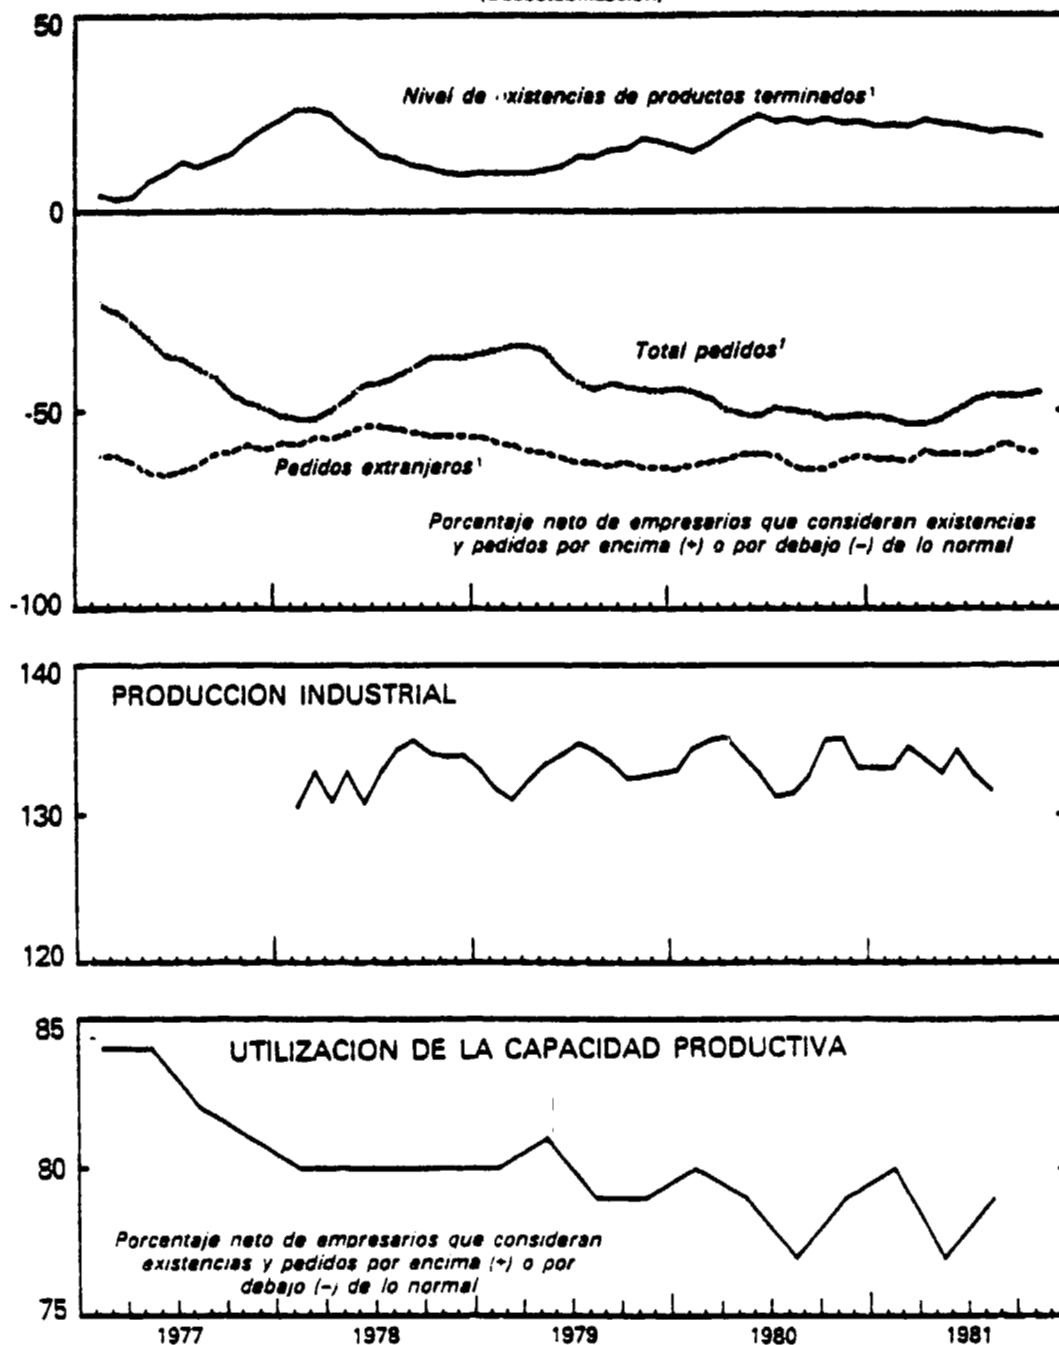 50
Nivel de existencias de productos terminados¹
0
Total pedidos¹
-50
Pedidos extranjeros¹
Porcentaje neto de empresarios que consideran existencias
y pedidos por encima (+) o por debajo (-) de lo normal
-100
140
PRODUCCION INDUSTRIAL
130
120
85
UTILIZACION DE LA CAPACIDAD PRODUCTIVA
80
Porcentaje neto de empresarios que consideran
existencias y pedidos por encima (+) o por
debajo (-) de lo normal
75
1977 1978 1979 1980 1981